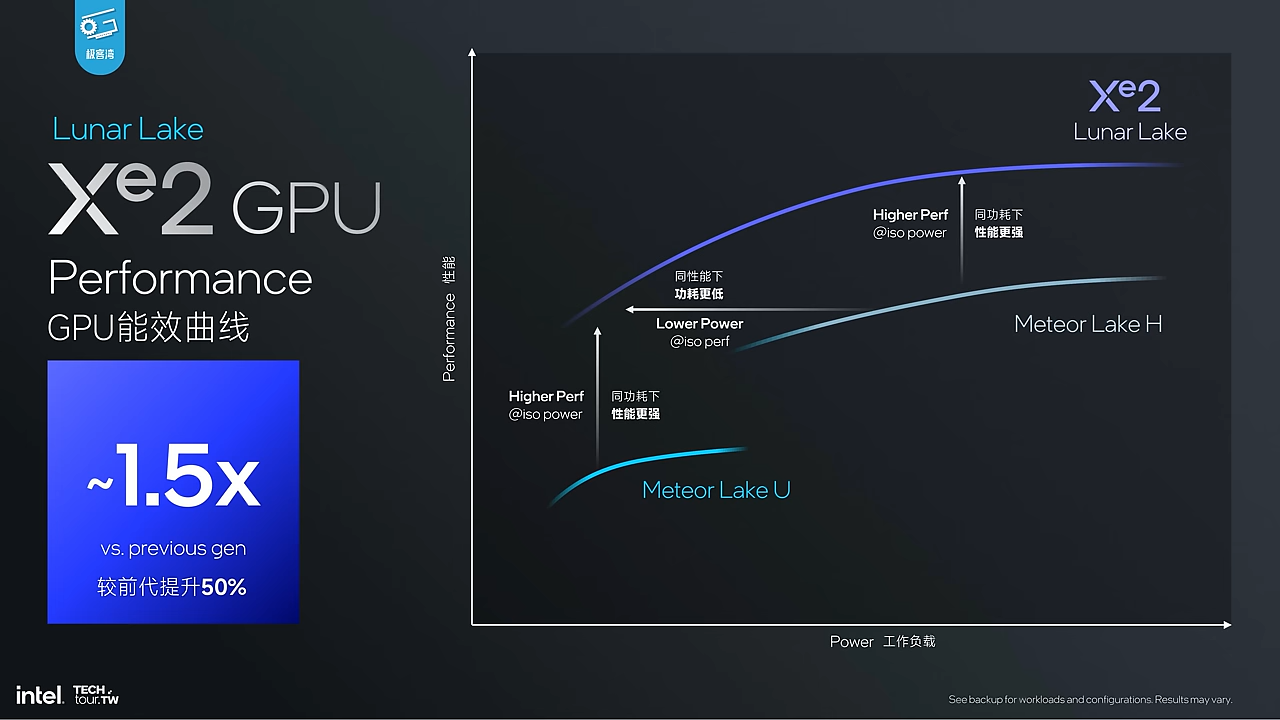 极客湾
Lunar Lake
Xe2 GPU
Performance
GPU能效曲线
~1.5x
vs. previous gen
较前代提升50%
Performance 性能
Xe2
Lunar Lake
Higher Perf
@iso power
同功耗下
性能更强
同性能下
功耗更低
Lower Power
@iso perf
Meteor Lake H
Higher Perf
@iso power
同功耗下
性能更强
Meteor Lake U
Power 工作负载
intel.
TECH
tour.TW
See backup for workloads and configurations. Results may vary.